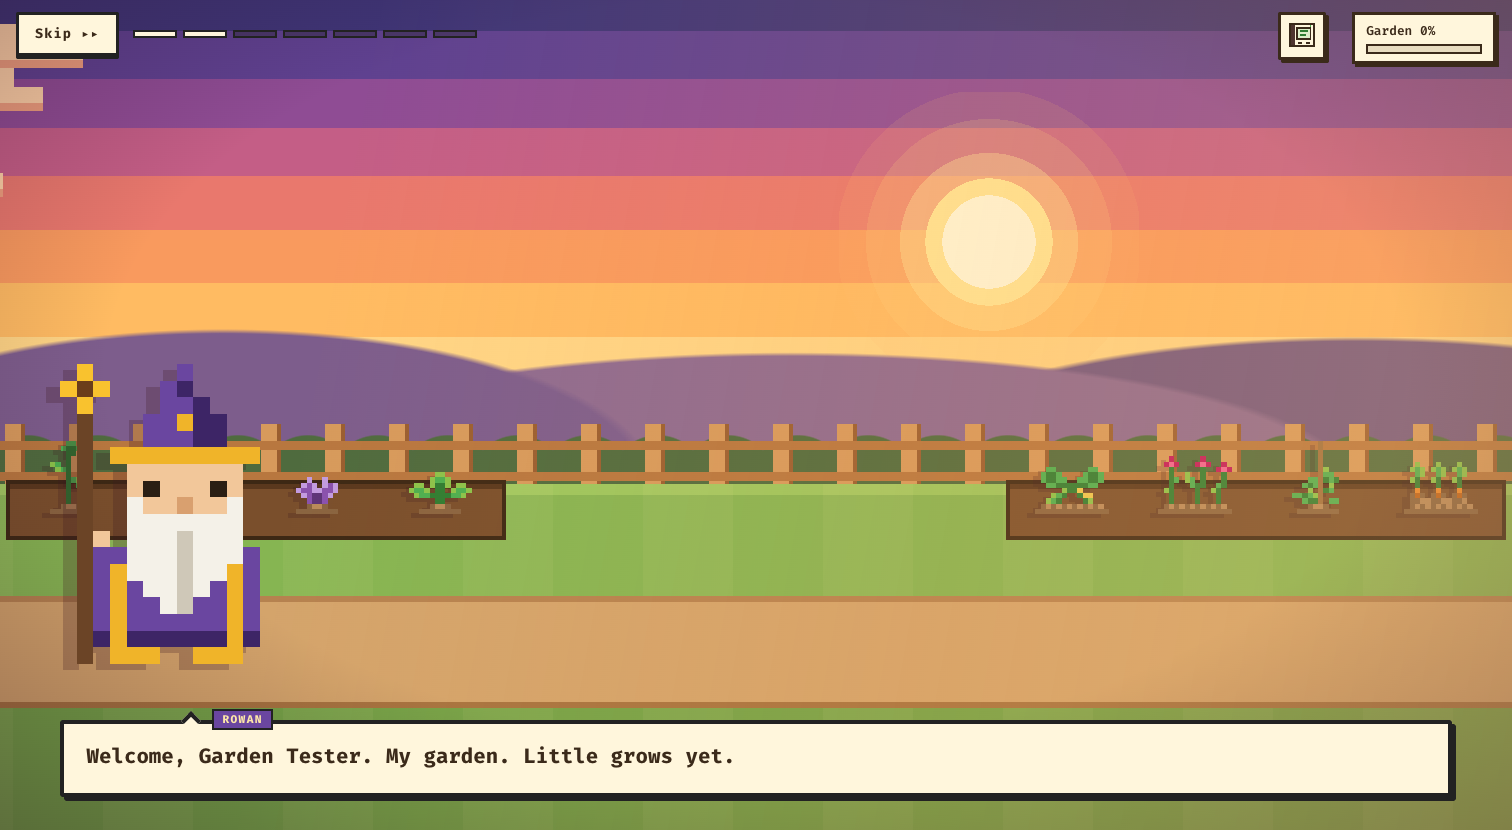 Skip ▸▸
Garden 0%
ROWAN
Welcome, Garden Tester. My garden. Little grows yet.